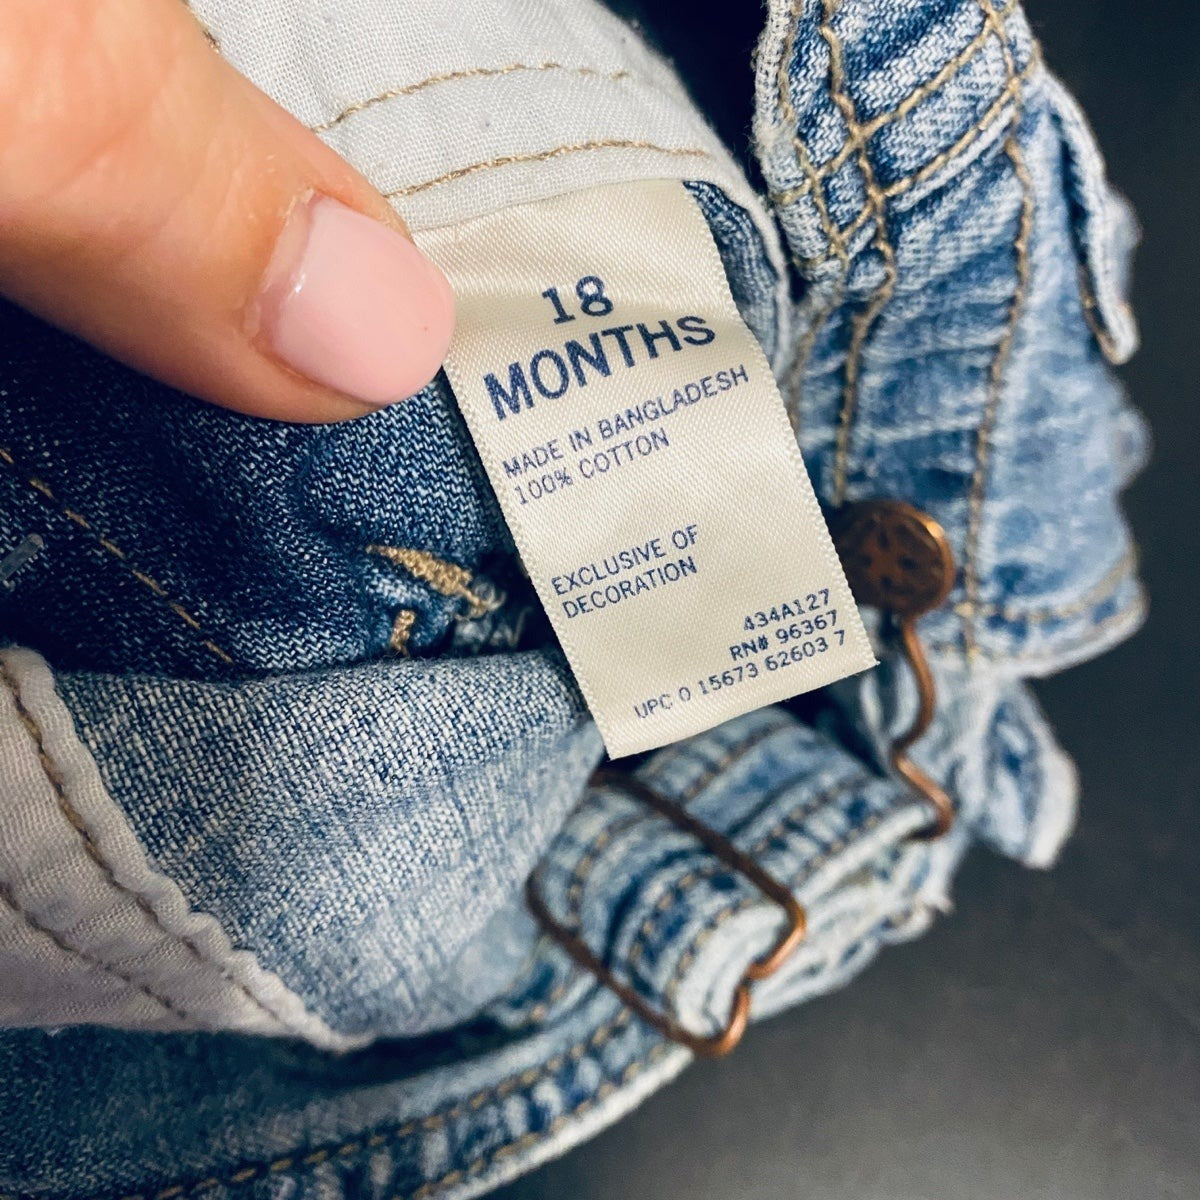 18
MONTHS
MADE IN BANGLADESH
100% COTTON
EXCLUSIVE OF
DECORATION
434A127
RN# 96367
UPC 0 15673 62603 7